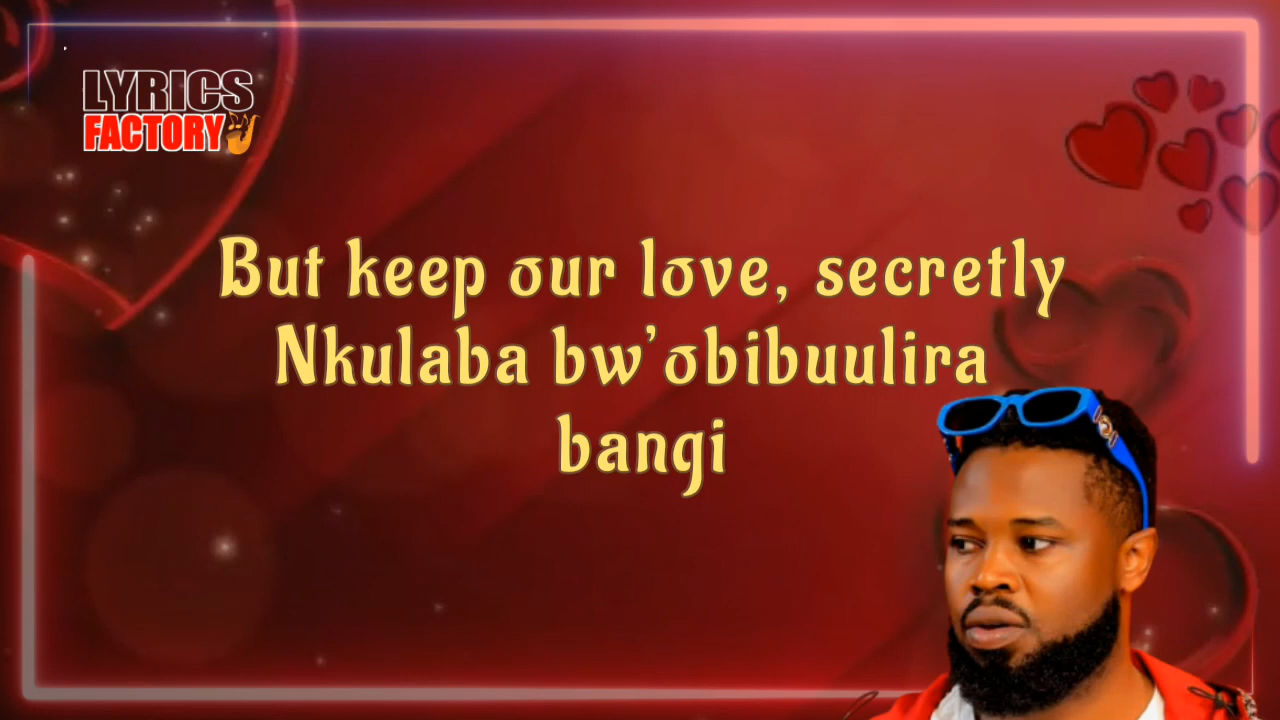 LYRICS
FACTORY
But keep our love, secretly
Nkulaba bw'obibuulira
bangi